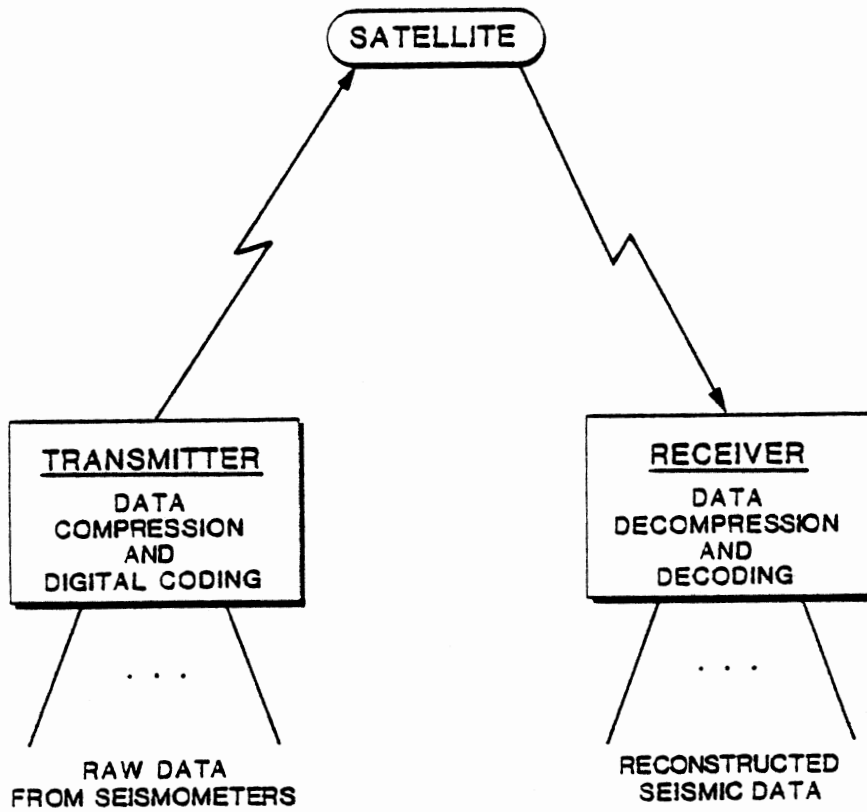 SATELLITE
TRANSMITTER
DATA
COMPRESSION
AND
DIGITAL CODING
RECEIVER
DATA
DECOMPRESSION
AND
DECODING
. . .
. . .
RAW DATA
FROM SEISMOMETERS
RECONSTRUCTED
SEISMIC DATA